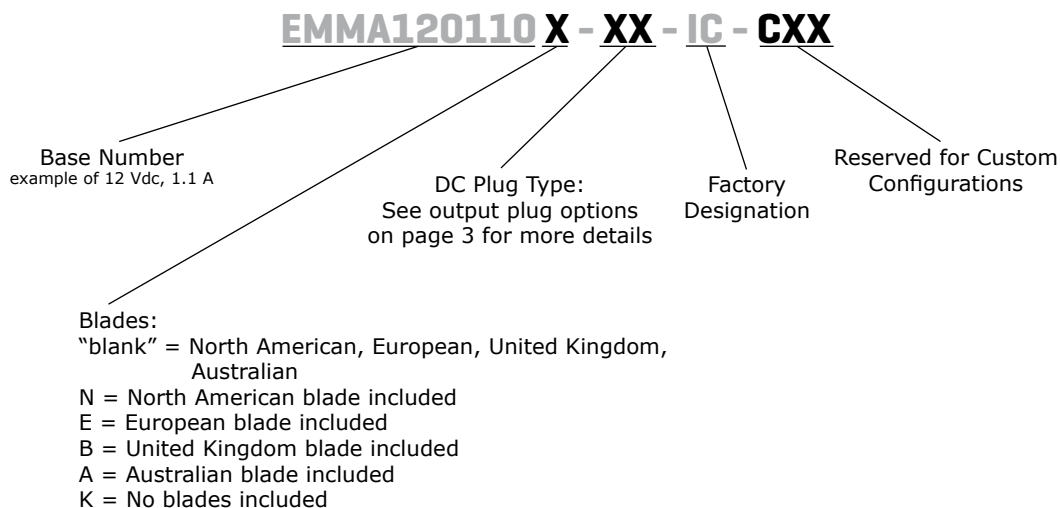 EMMA120110 X - XX - IC - CXX
Base Number
example of 12 Vdc, 1.1 A
DC Plug Type:
See output plug options
on page 3 for more details
Factory
Designation
Reserved for Custom
Configurations
Blades:
“blank” = North American, European, United Kingdom,
Australian
N = North American blade included
E = European blade included
B = United Kingdom blade included
A = Australian blade included
K = No blades included